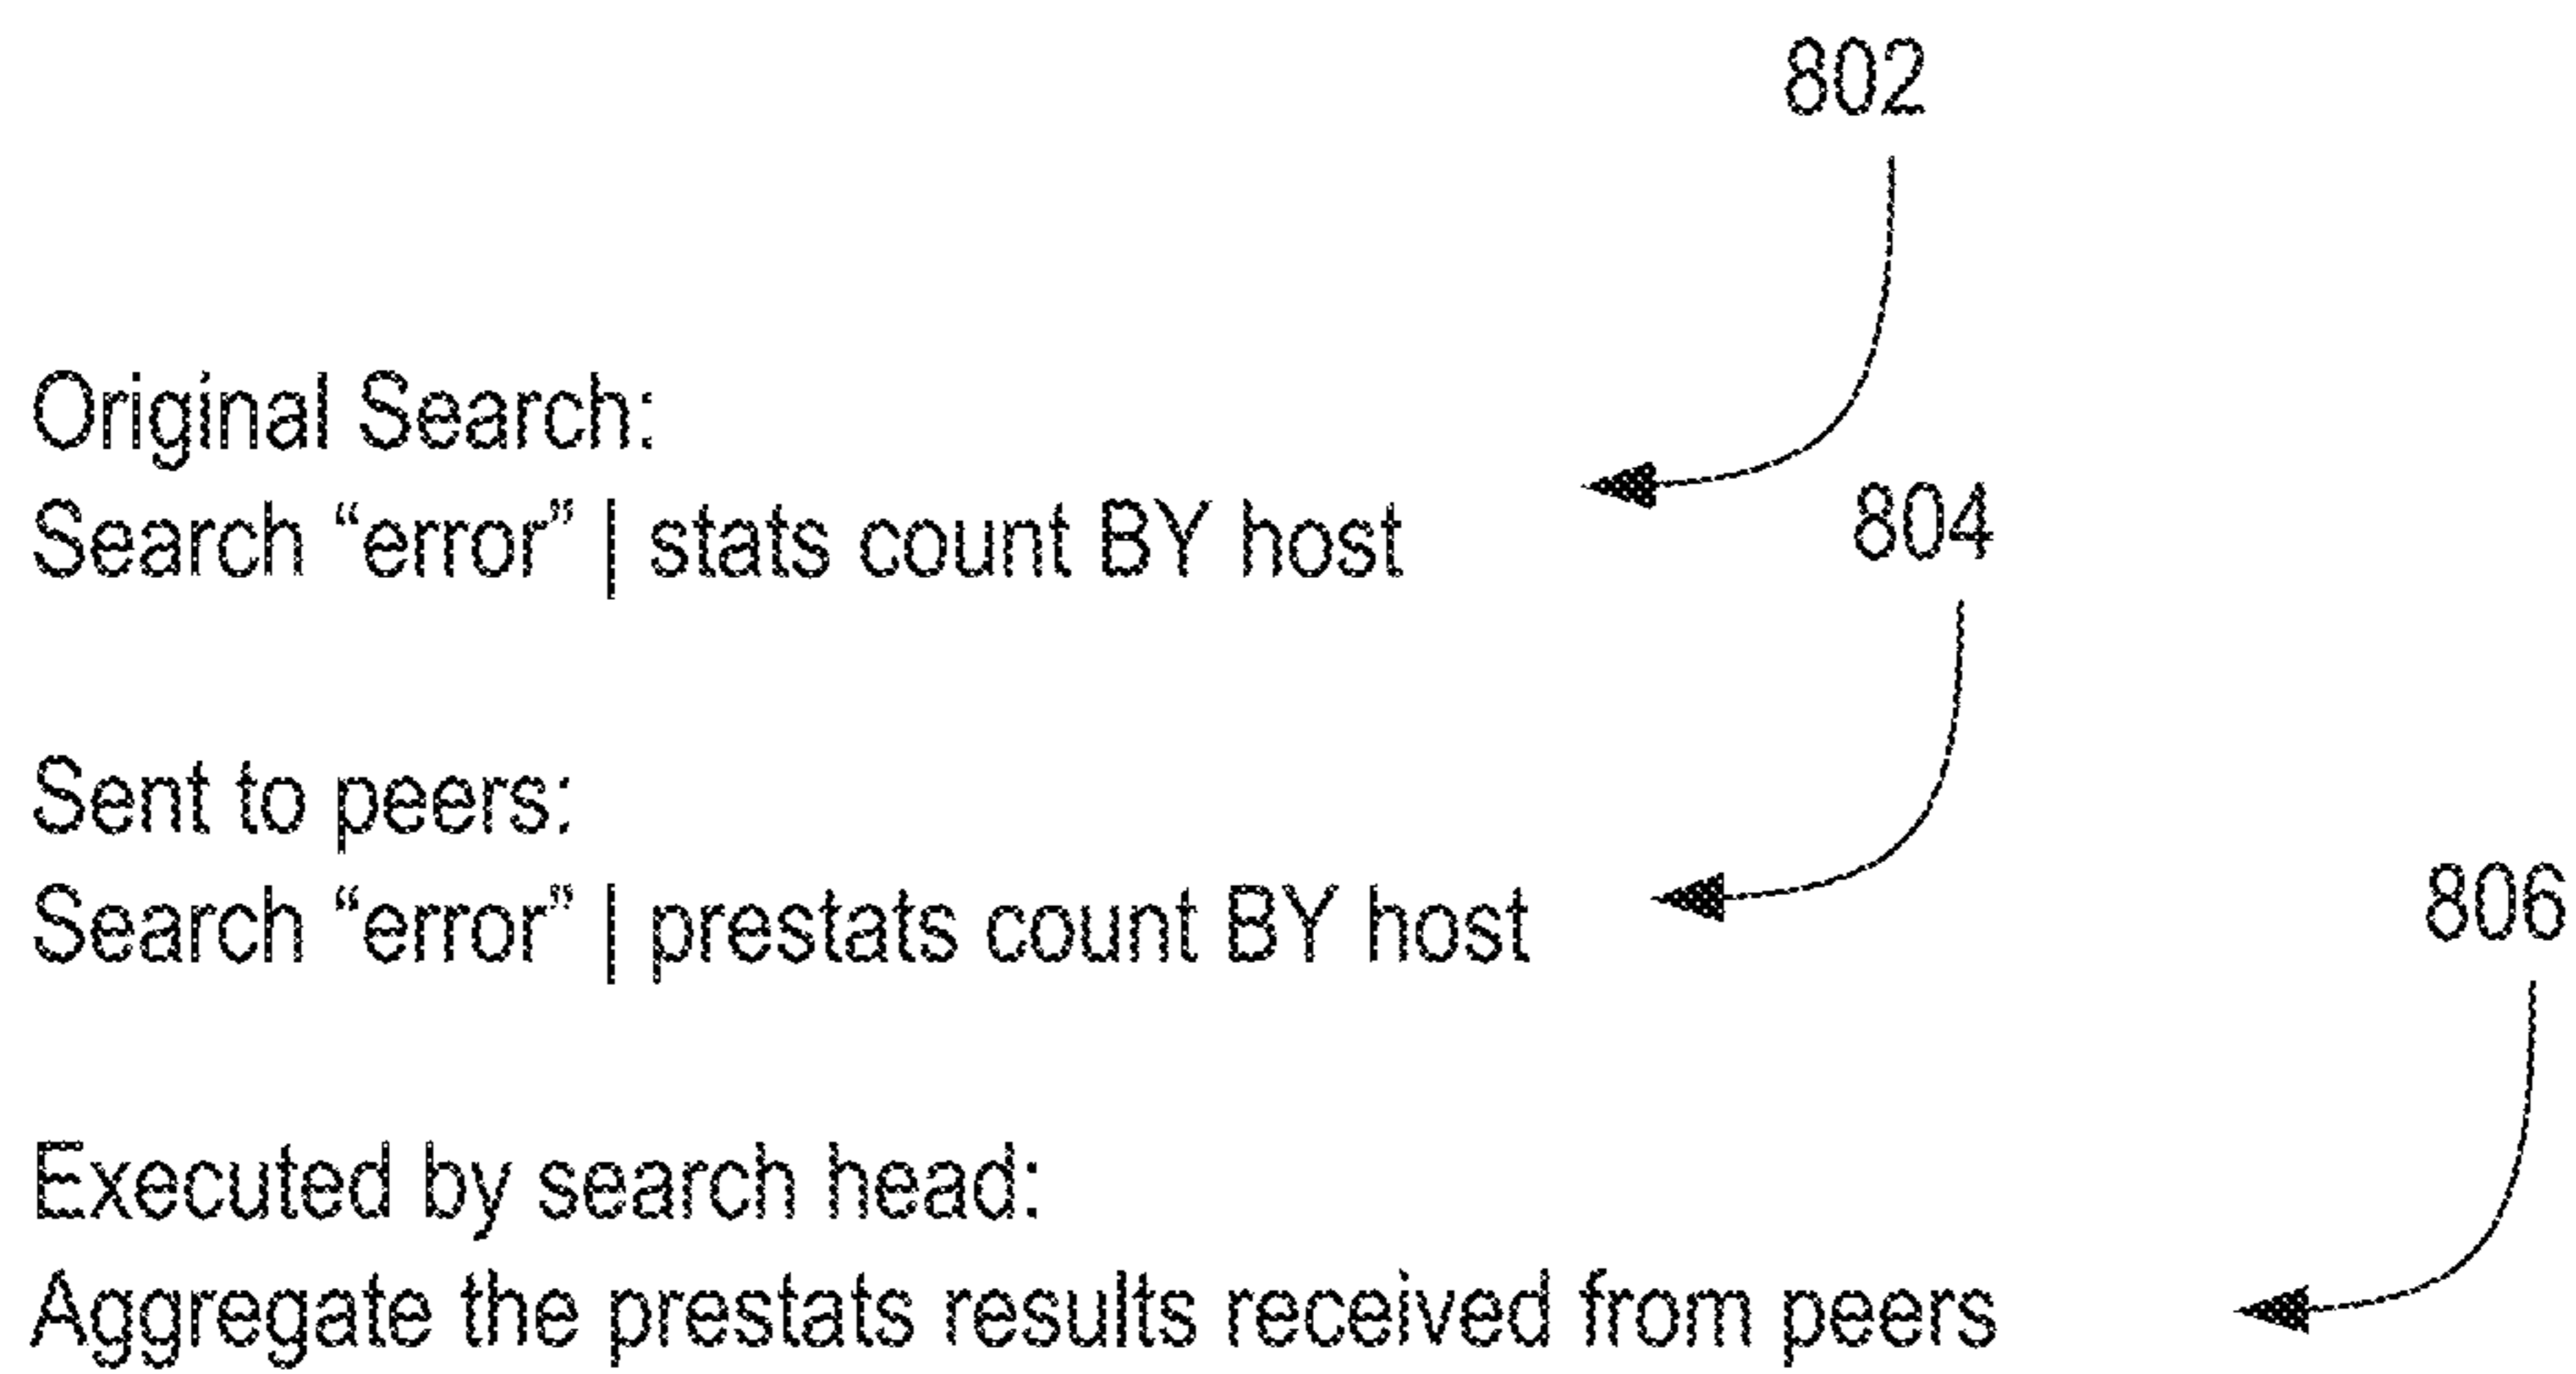 802
Original Search:
Search “error” | stats count BY host
804
Sent to peers:
Search “error” | prestats count BY host
806
Executed by search head:
Aggregate the prestats results received from peers